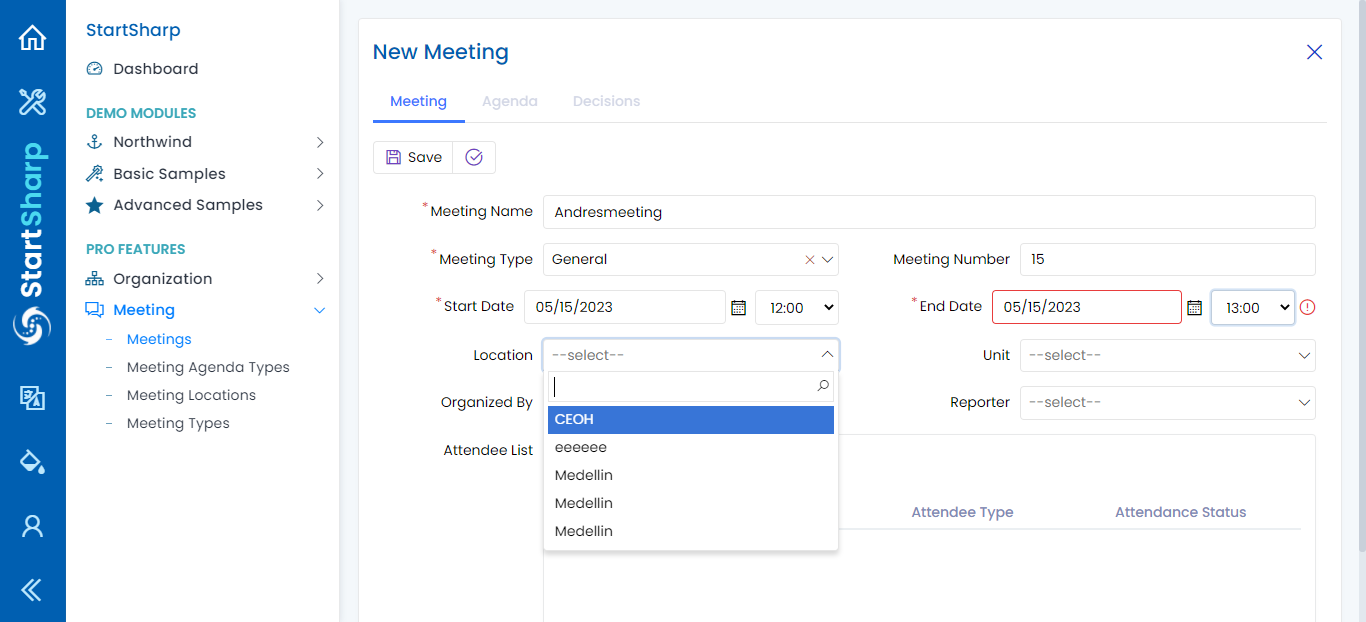 StartSharp
StartSharp
Dashboard
DEMO MODULES
Northwind
Basic Samples
Advanced Samples
PRO FEATURES
Organization
Meeting
Meetings
Meeting Agenda Types
Meeting Locations
Meeting Types
New Meeting
Meeting Agenda Decisions
Save
*Meeting Name Andresmeeting
*Meeting Type General Meeting Number 15
*Start Date 05/15/2023 12:00 *End Date 05/15/2023 13:00
Location --select-- Unit --select--
Organized By Reporter --select--
CEOH
Attendee List eeeeee
Medellin
Medellin
Medellin
Attendee Type Attendance Status